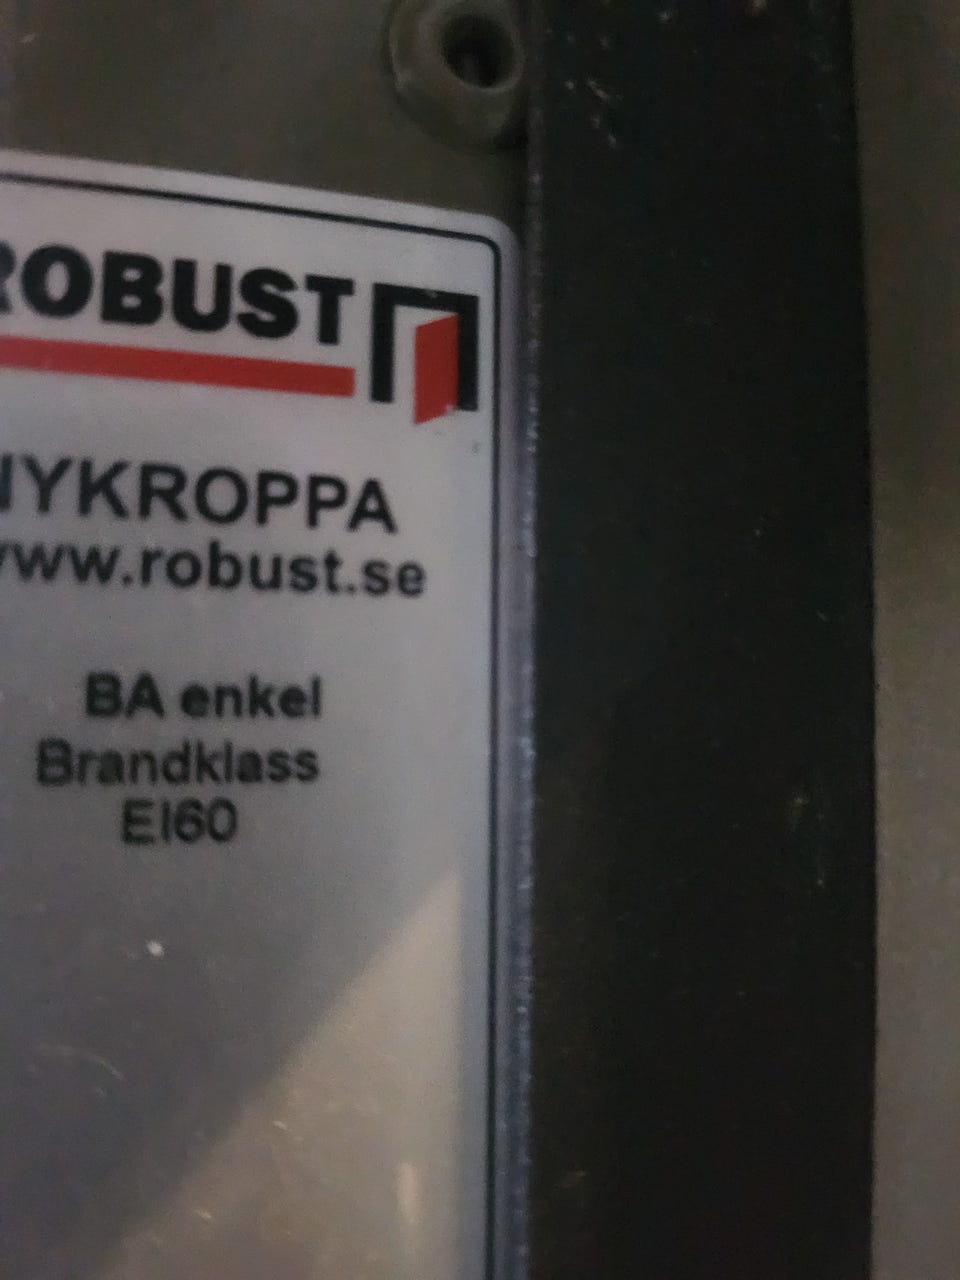 ROBUST
NYKROPPA
www.robust.se
BA enkel
Brandklass
EI60